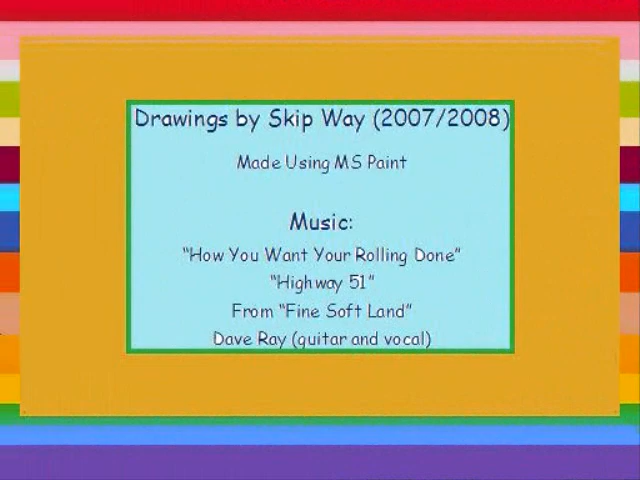 Drawings by Skip Way (2007/2008)
Made Using MS Paint
Music:
“How You Want Your Rolling Done”
“Highway 51”
From “Fine Soft Land”
Dave Ray (guitar and vocal)